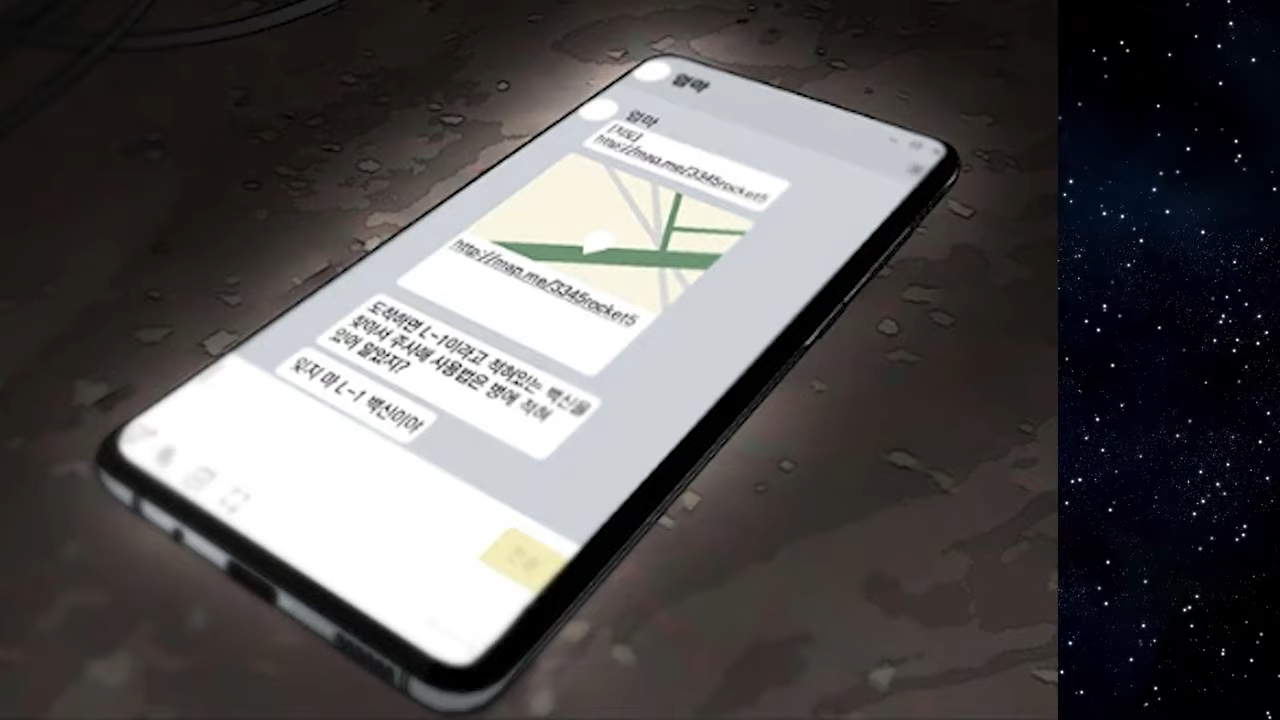 엄마
엄마
[지도]
http://map.me/3345rocket5
http://map.me/3345rocket5
도착하면 L-1이라고 적혀있는 백신을
찾아서 주사해 사용법은 병에 적혀
있어 알았지?
잊지 마 L-1 백신이야